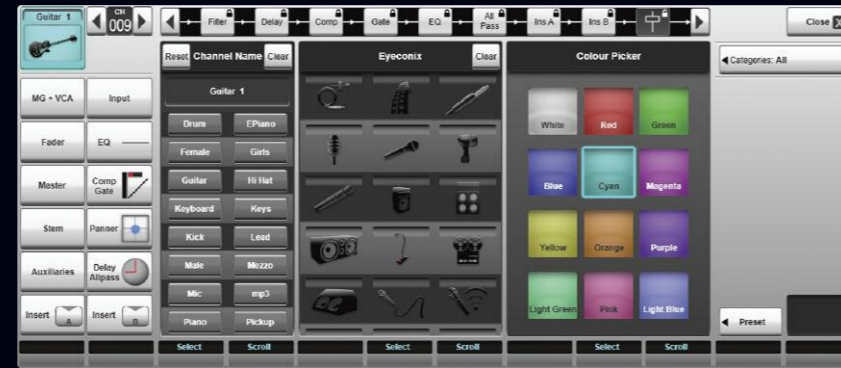 Guitar 1
CH
009
Filter
Delay
Comp
Gate
EQ
All
Pass
Ins A
Ins B
Close X
Reset Channel Name Clear
Eyeconix
Clear
Colour Picker
Categories: All
MG + VCA
Input
Guitar 1
White
Red
Green
Drum
EPiano
Fader
EQ
Female
Girls
Master
Comp
Gate
Guitar
Hi Hat
Blue
Cyan
Magenta
Keyboard
Keys
Stem
Panner
Kick
Lead
Yellow
Orange
Purple
Auxiliaries
Delay
Allpass
Male
Mezzo
Mic
mp3
Light Green
Pink
Light Blue
Insert A
Insert B
Piano
Pickup
Preset
Select
Scroll
Select
Scroll
Select
Scroll